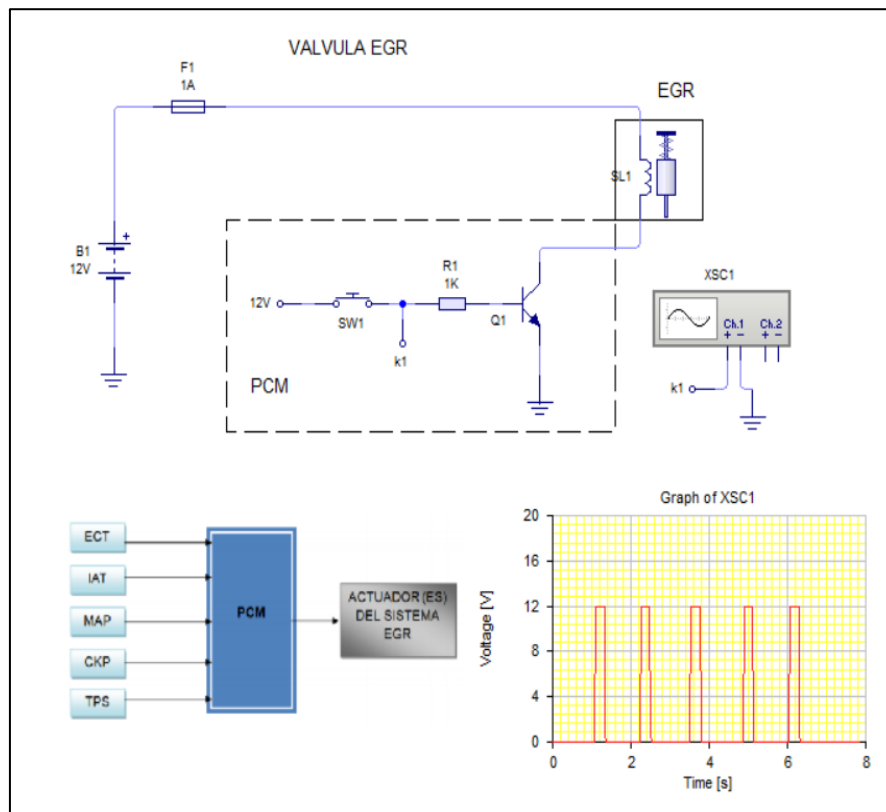 VALVULA EGR
F1
1A
EGR
SL1
B1
12V
+
12V
SW1
k1
R1
1K
Q1
PCM
XSC1
Ch.1
Ch.2
+ − + −
k1
ECT
IAT
MAP
CKP
TPS
PCM
ACTUADOR (ES)
DEL SISTEMA
EGR
Graph of XSC1
Voltage [V]
20
16
12
8
4
0
0 2 4 6 8
Time [s]